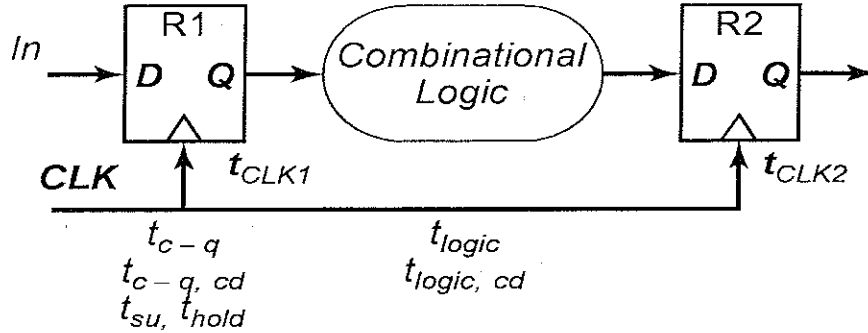 In
R1
D Q
Combinational
Logic
R2
D Q
CLK
t_CLK1
t_CLK2
t_c – q
t_c – q, cd
t_su, t_hold
t_logic
t_logic, cd